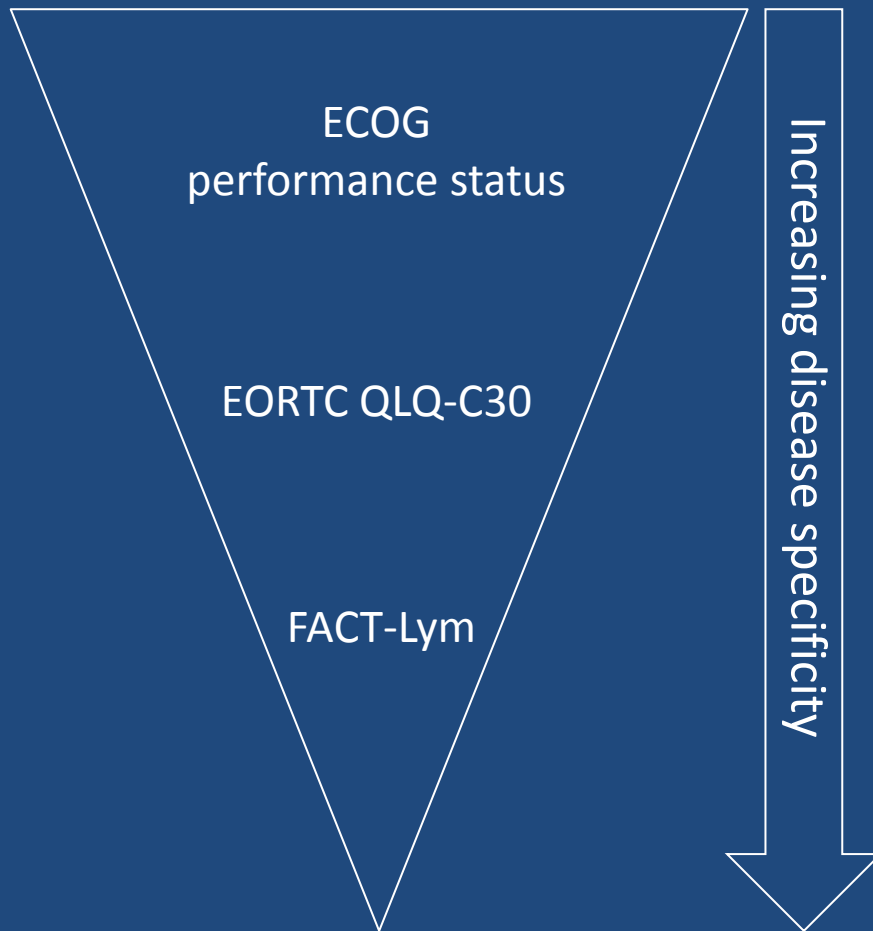 ECOG
performance status
EORTC QLQ-C30
FACT-Lym
Increasing disease specificity